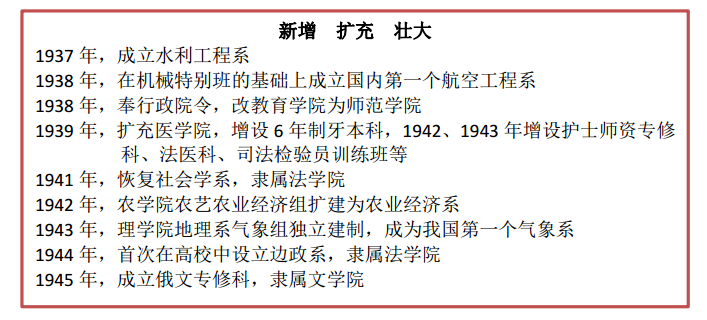 新增 扩充 壮大
1937 年，成立水利工程系
1938 年，在机械特别班的基础上成立国内第一个航空工程系
1938 年，奉行政院令，改教育学院为师范学院
1939 年，扩充医学院，增设 6 年制牙本科，1942、1943 年增设护士师资专修
科、法医科、司法检验员训练班等
1941 年，恢复社会学系，隶属法学院
1942 年，农学院农艺农业经济组扩建为农业经济系
1943 年，理学院地理系气象组独立建制，成为我国第一个气象系
1944 年，首次在高校中设立边政系，隶属法学院
1945 年，成立俄文专修科，隶属文学院